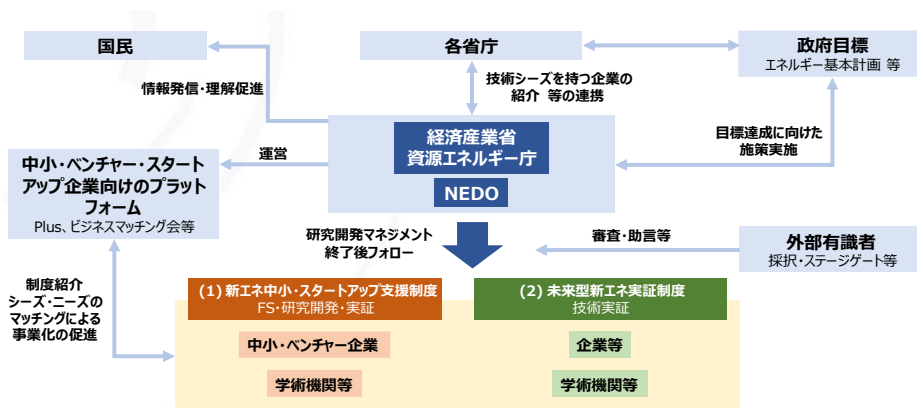 国民
各省庁
政府目標
エネルギー基本計画 等
情報発信・理解促進
技術シーズを持つ企業の
紹介 等の連携
経済産業省
資源エネルギー庁
NEDO
目標達成に向けた
施策実施
運営
中小・ベンチャー・スタート
アップ企業向けのプラット
フォーム
Plus、ビジネスマッチング会等
研究開発マネジメント
終了後フォロー
審査・助言等
外部有識者
採択・ステージゲート等
制度紹介
シーズ・ニーズの
マッチングによる
事業化の促進
(1) 新エネ中小・スタートアップ支援制度
FS・研究開発・実証
(2) 未来型新エネ実証制度
技術実証
中小・ベンチャー企業
企業等
学術機関等
学術機関等